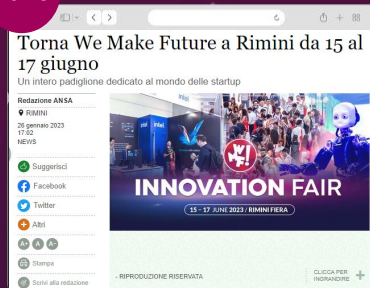 Torna We Make Future a Rimini da 15 al
17 giugno
Un intero padiglione dedicato al mondo delle startup
Redazione ANSA
RIMINI
26 gennaio 2023
17:02
NEWS
Suggerisci
Facebook
Twitter
Altri
A+ A A-
Stampa
Scrivi alla redazione
intel
intel
WMF!
INNOVATION FAIR
15 - 17 JUNE 2023 / RIMINI FIERA
- RIPRODUZIONE RISERVATA
CLICCA PER
INGRANDIRE